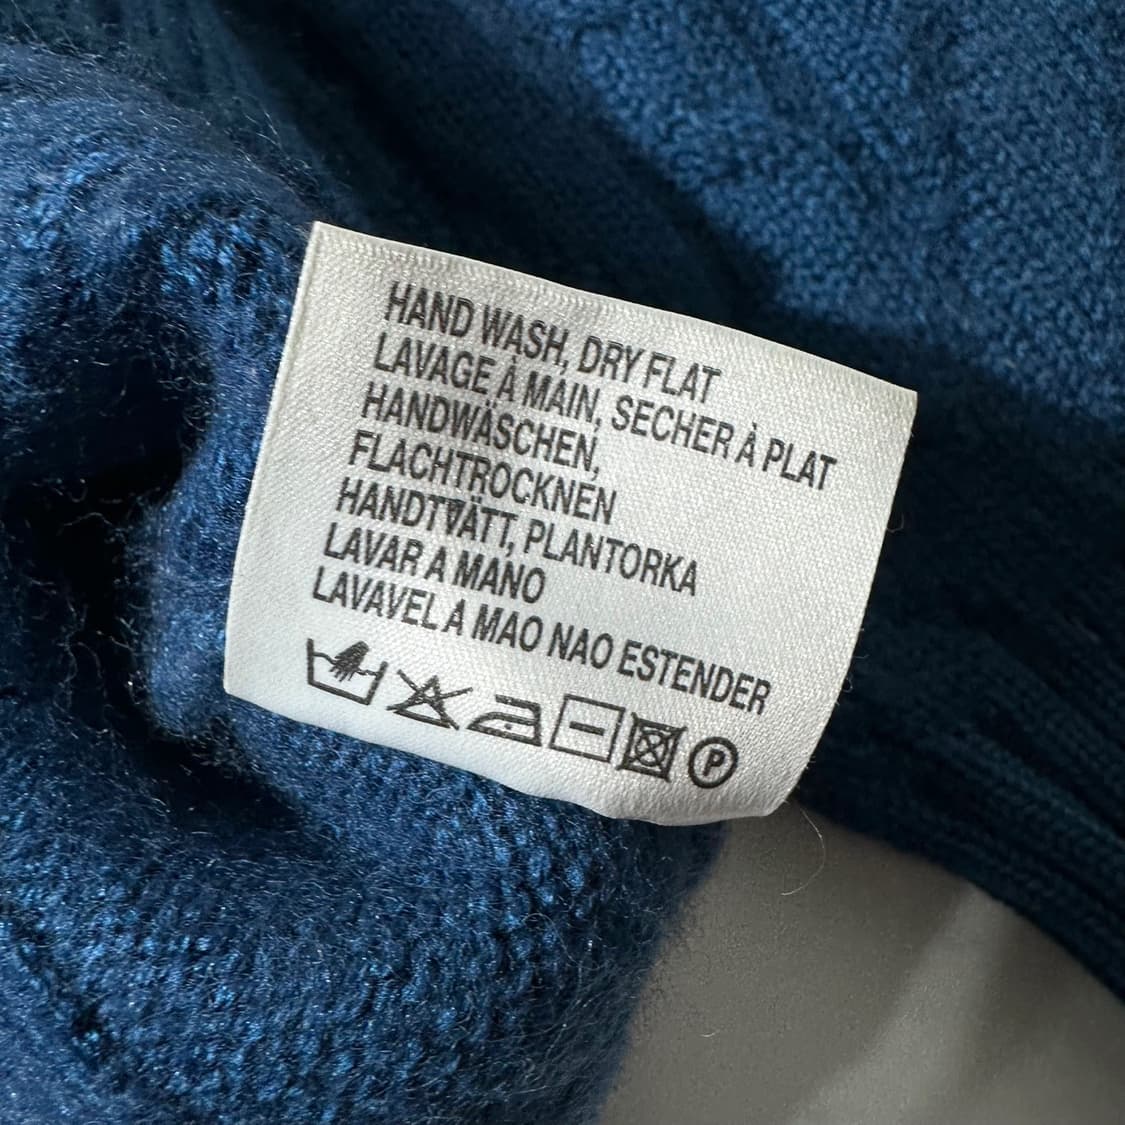 HAND WASH, DRY FLAT
LAVAGE À MAIN, SECHER À PLAT
HANDWÄSCHEN,
FLACHTROCKNEN
HANDTVÄTT, PLANTORKA
LAVAR A MANO
LAVAVEL A MAO NAO ESTENDER
P